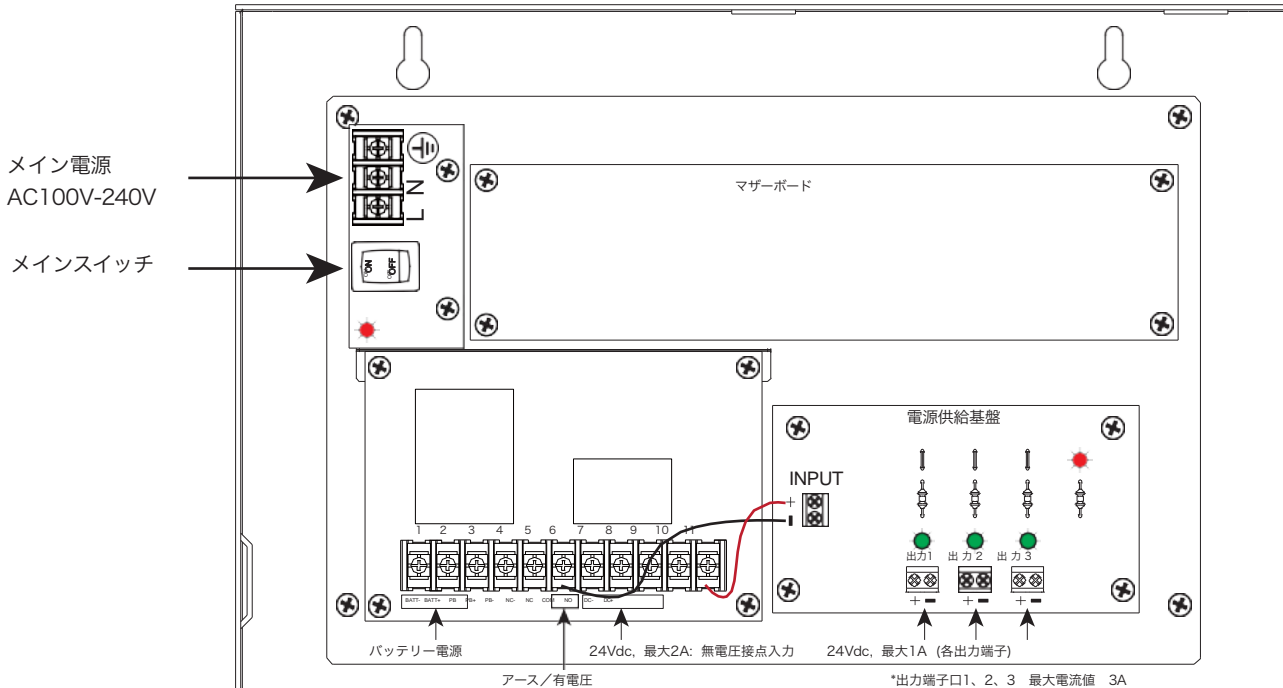 メイン電源
AC100V-240V
メインスイッチ
L N
ON
OFF
マザーボード
電源供給基盤
INPUT
+
-
1 2 3 4 5 6 7 8 9 10 11
BATT- BATT+ PB PB+ PB- NC- NC COM NO DC- DC+
出力1 出力2 出力3
+ - + - + -
バッテリー電源
24Vdc, 最大2A: 無電圧接点入力
24Vdc, 最大1A (各出力端子)
アース/有電圧
*出力端子口1、2、3 最大電流値 3A